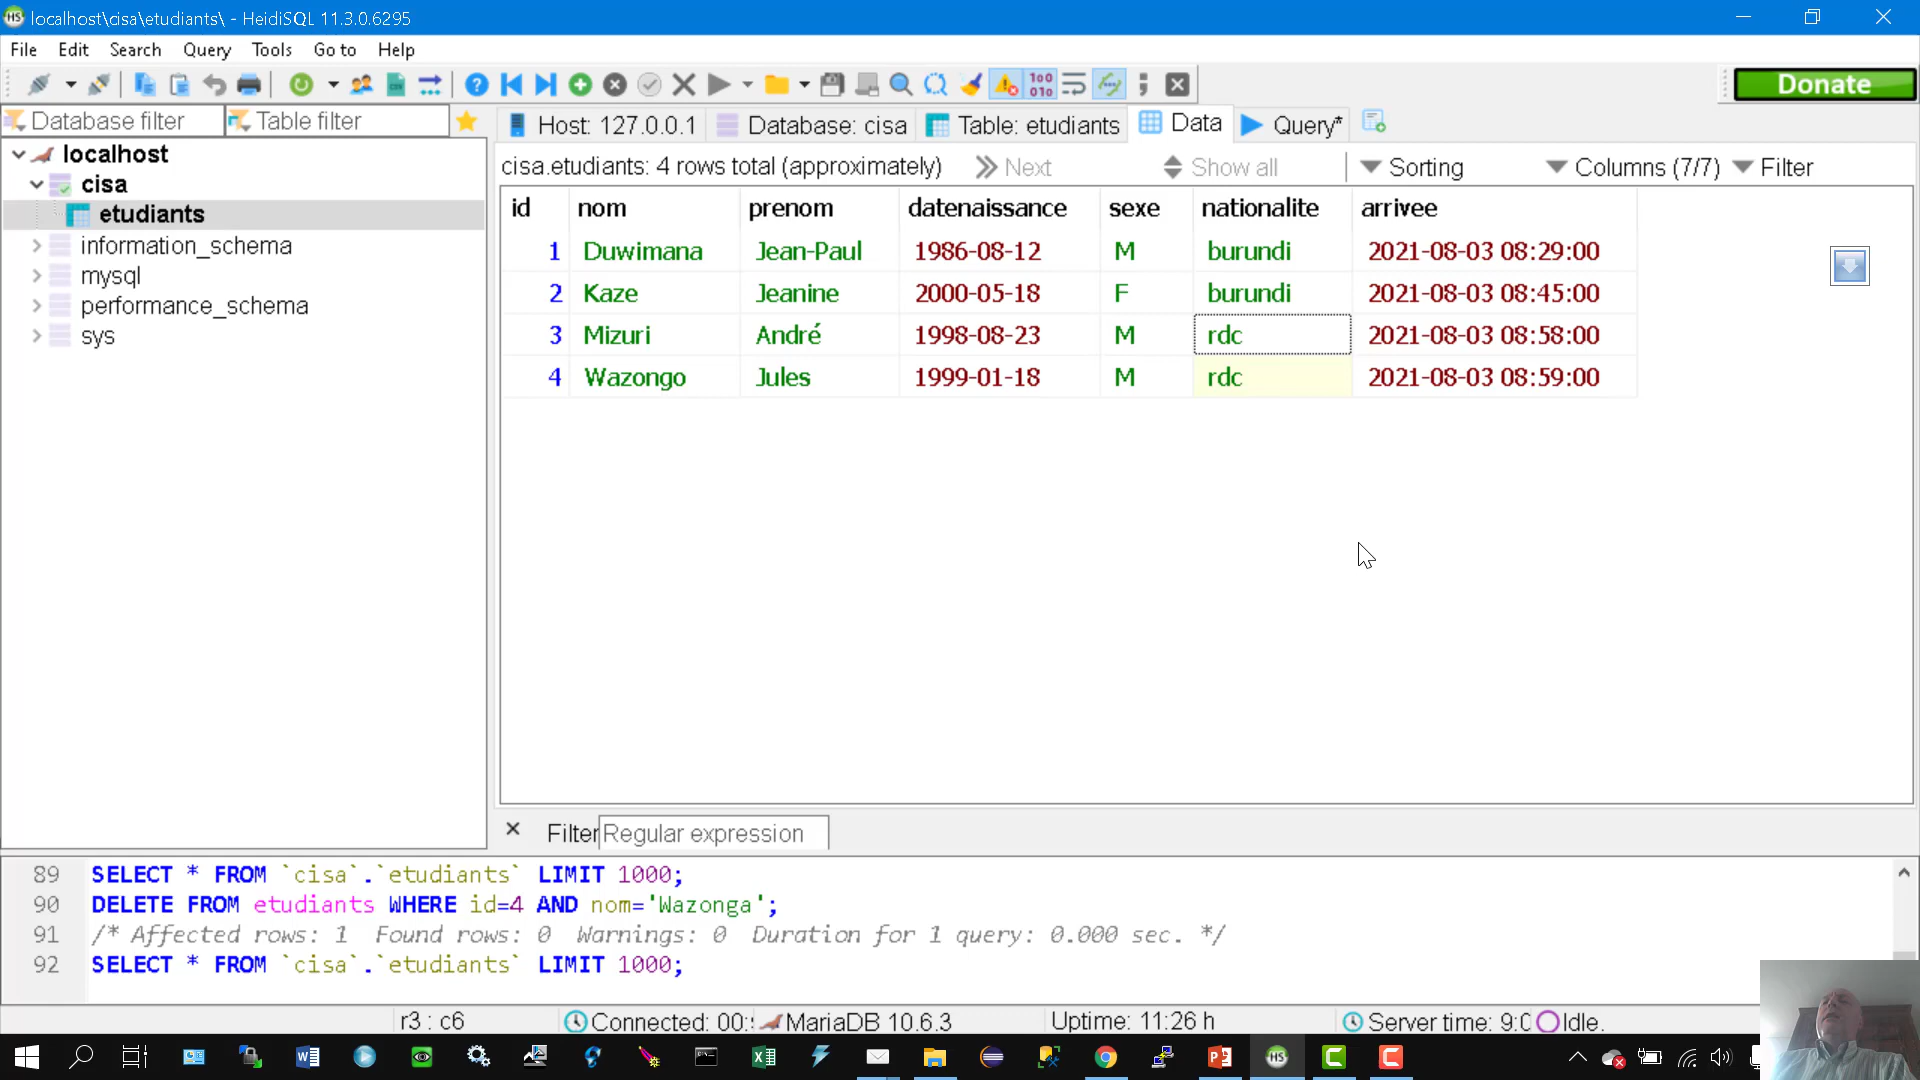 localhost\cisa\etudiants\ - HeidiSQL 11.3.0.6295
File Edit Search Query Tools Go to Help
Donate
Database filter Table filter
Host: 127.0.0.1 Database: cisa Table: etudiants Data Query*
localhost
cisa
etudiants
information_schema
mysql
performance_schema
sys
cisa.etudiants: 4 rows total (approximately) Next Show all Sorting Columns (7/7) Filter
id nom prenom datenaissance sexe nationalite arrivee
1 Duwimana Jean-Paul 1986-08-12 M burundi 2021-08-03 08:29:00
2 Kaze Jeanine 2000-05-18 F burundi 2021-08-03 08:45:00
3 Mizuri André 1998-08-23 M rdc 2021-08-03 08:58:00
4 Wazongo Jules 1999-01-18 M rdc 2021-08-03 08:59:00
Filter Regular expression
89 SELECT * FROM `cisa`.`etudiants` LIMIT 1000;
90 DELETE FROM etudiants WHERE id=4 AND nom='Wazonga';
91 /* Affected rows: 1 Found rows: 0 Warnings: 0 Duration for 1 query: 0.000 sec. */
92 SELECT * FROM `cisa`.`etudiants` LIMIT 1000;
r3 : c6 Connected: 00: MariaDB 10.6.3 Uptime: 11:26 h Server time: 9:0 Idle.